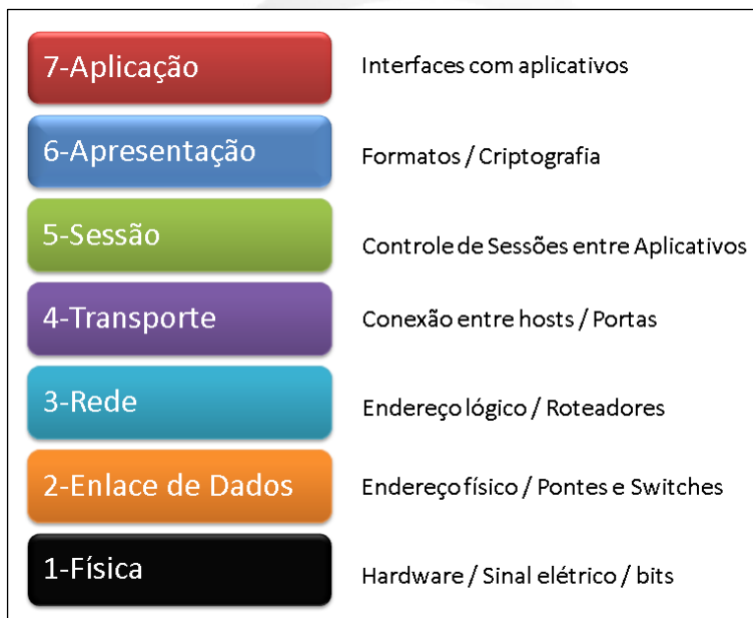 7-Aplicação
Interfaces com aplicativos
6-Apresentação
Formatos / Criptografia
5-Sessão
Controle de Sessões entre Aplicativos
4-Transporte
Conexão entre hosts / Portas
3-Rede
Endereço lógico / Roteadores
2-Enlace de Dados
Endereço físico / Pontes e Switches
1-Física
Hardware / Sinal elétrico / bits